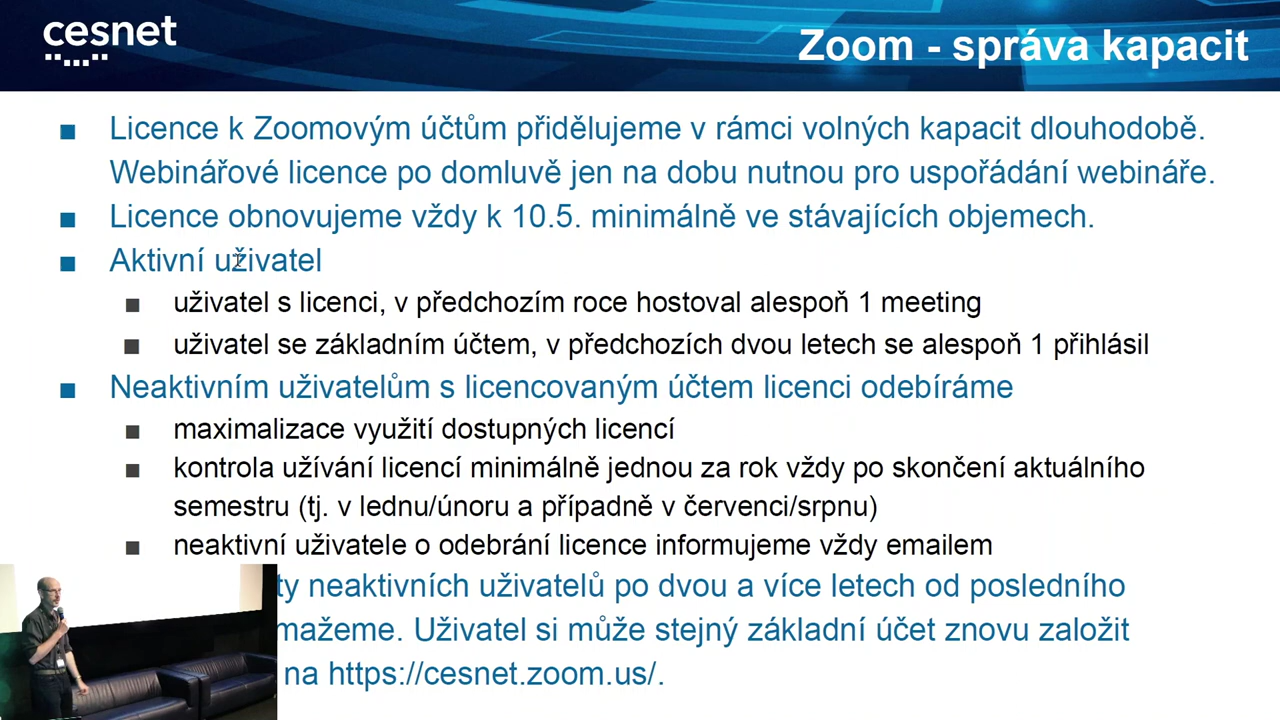 cesnet
Zoom - správa kapacit
Licence k Zoomovým účtům přidělujeme v rámci volných kapacit dlouhodobě.
Webinářové licence po domluvě jen na dobu nutnou pro uspořádání webináře.
Licence obnovujeme vždy k 10.5. minimálně ve stávajících objemech.
Aktivní uživatel
uživatel s licenci, v předchozím roce hostoval alespoň 1 meeting
uživatel se základním účtem, v předchozích dvou letech se alespoň 1 přihlásil
Neaktivním uživatelům s licencovaným účtem licenci odebíráme
maximalizace využití dostupných licencí
kontrola užívání licencí minimálně jednou za rok vždy po skončení aktuálního
semestru (tj. v lednu/únoru a případně v červenci/srpnu)
neaktivní uživatele o odebrání licence informujeme vždy emailem
ty neaktivních uživatelů po dvou a více letech od posledního
mažeme. Uživatel si může stejný základní účet znovu založit
na https://cesnet.zoom.us/.